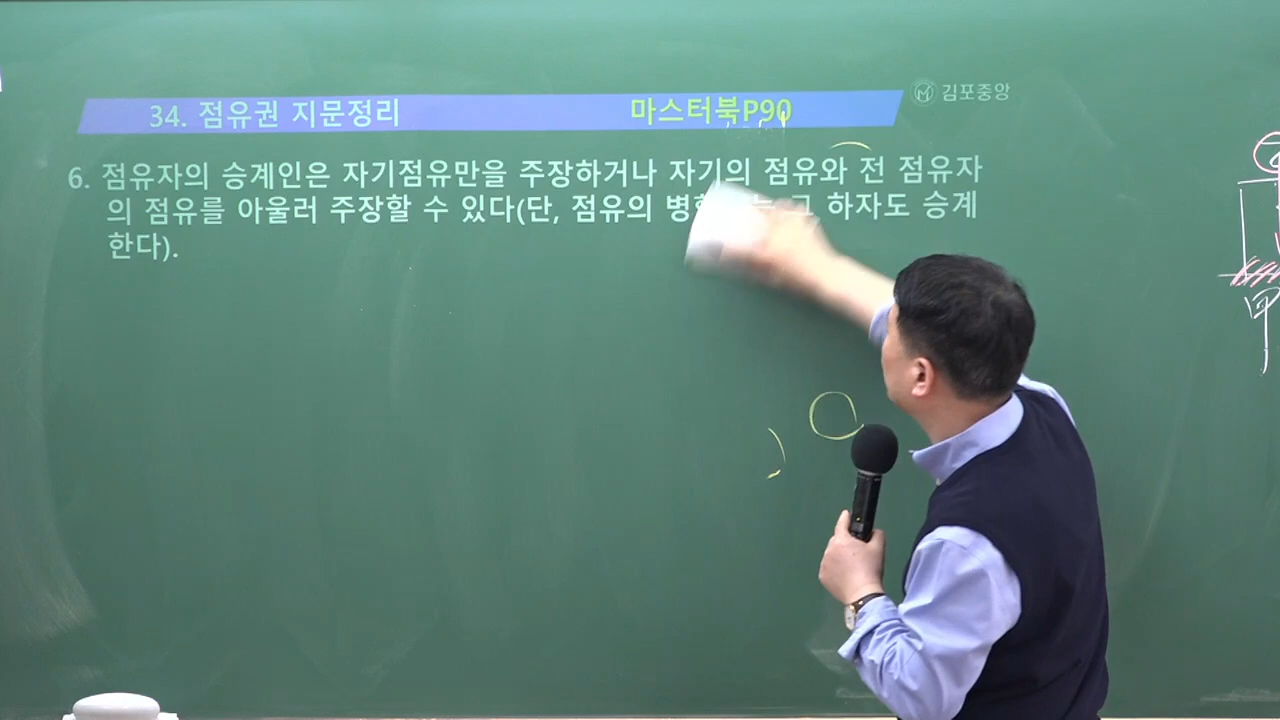 34. 점유권 지문정리
마스터북P90
김포중앙
6. 점유자의 승계인은 자기점유만을 주장하거나 자기의 점유와 전 점유자
의 점유를 아울러 주장할 수 있다(단, 점유의 하자도 승계
한다).
甲